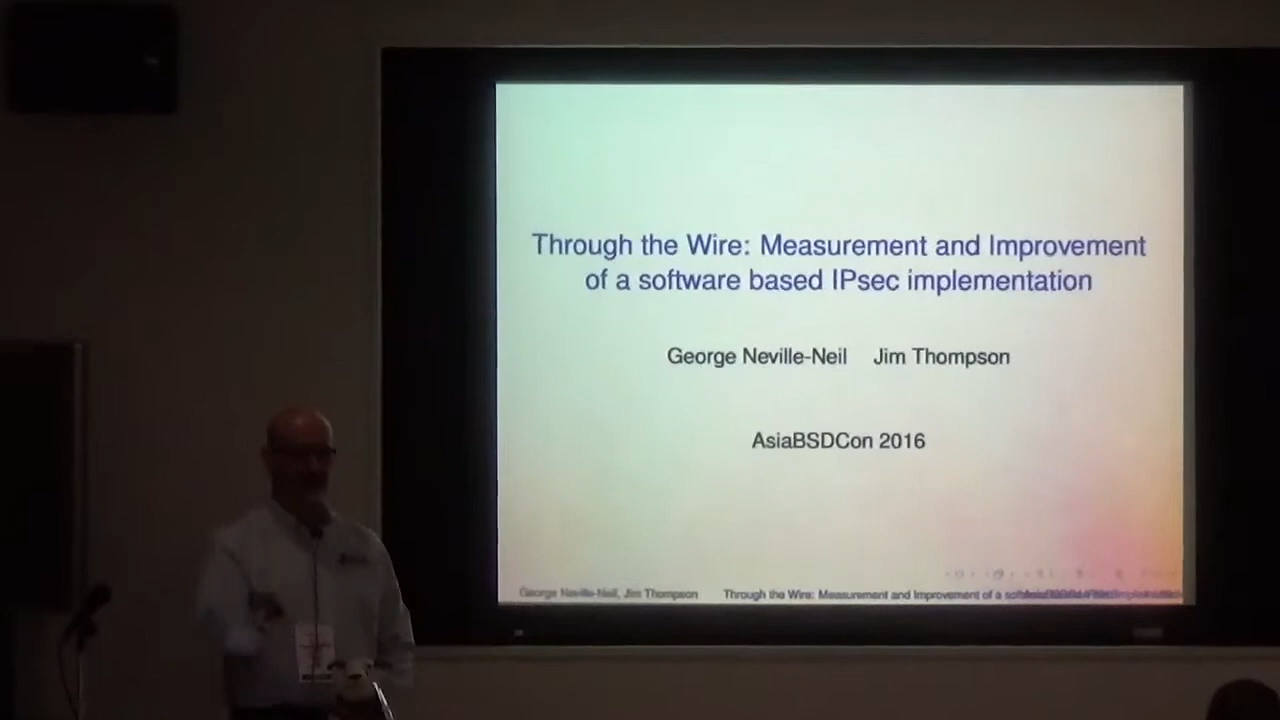 Through the Wire: Measurement and Improvement
of a software based IPsec implementation
George Neville-Neil Jim Thompson
AsiaBSDCon 2016
George Neville-Neil, Jim Thompson Through the Wire: Measurement and Improvement of a